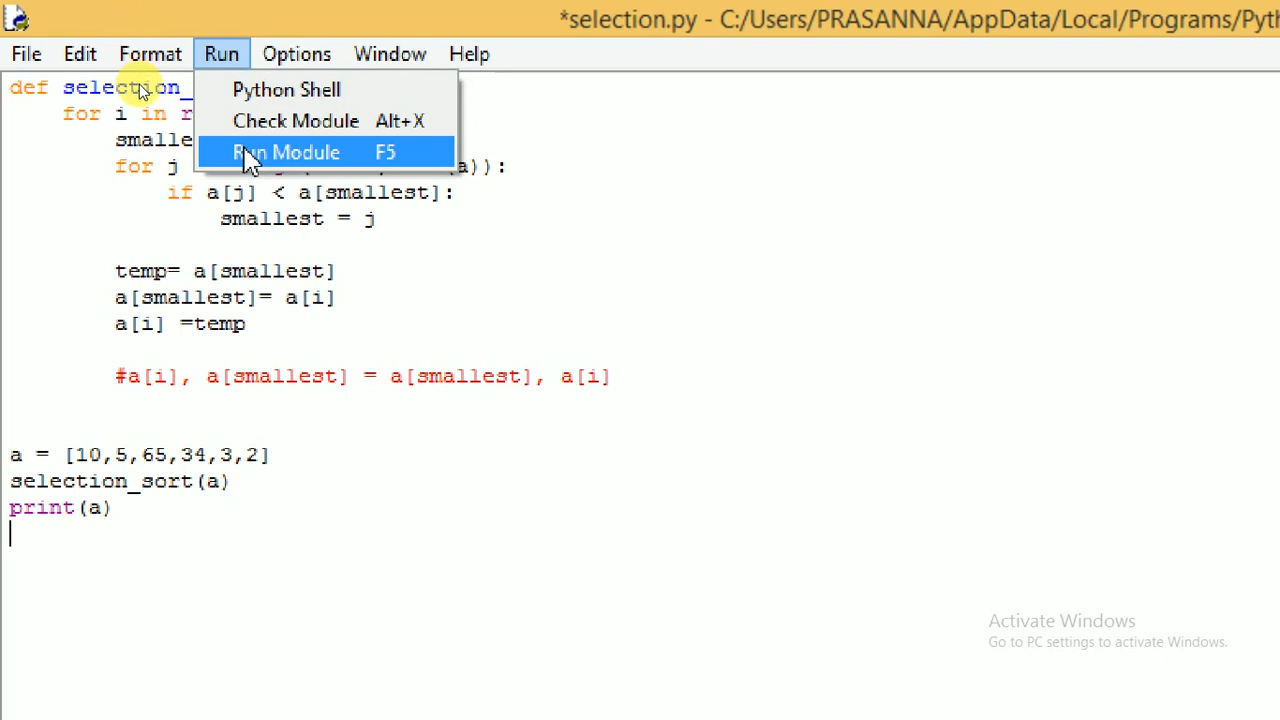 *selection.py - C:/Users/PRASANNA/AppData/Local/Programs/Pyth
File Edit Format Run Options Window Help
def selection_
Python Shell
for i in r
Check Module Alt+X
smalle
Run Module F5
for j a)):
if a[j] < a[smallest]:
smallest = j
temp= a[smallest]
a[smallest]= a[i]
a[i] =temp
#a[i], a[smallest] = a[smallest], a[i]
a = [10,5,65,34,3,2]
selection_sort(a)
print(a)
Activate Windows
Go to PC settings to activate Windows.